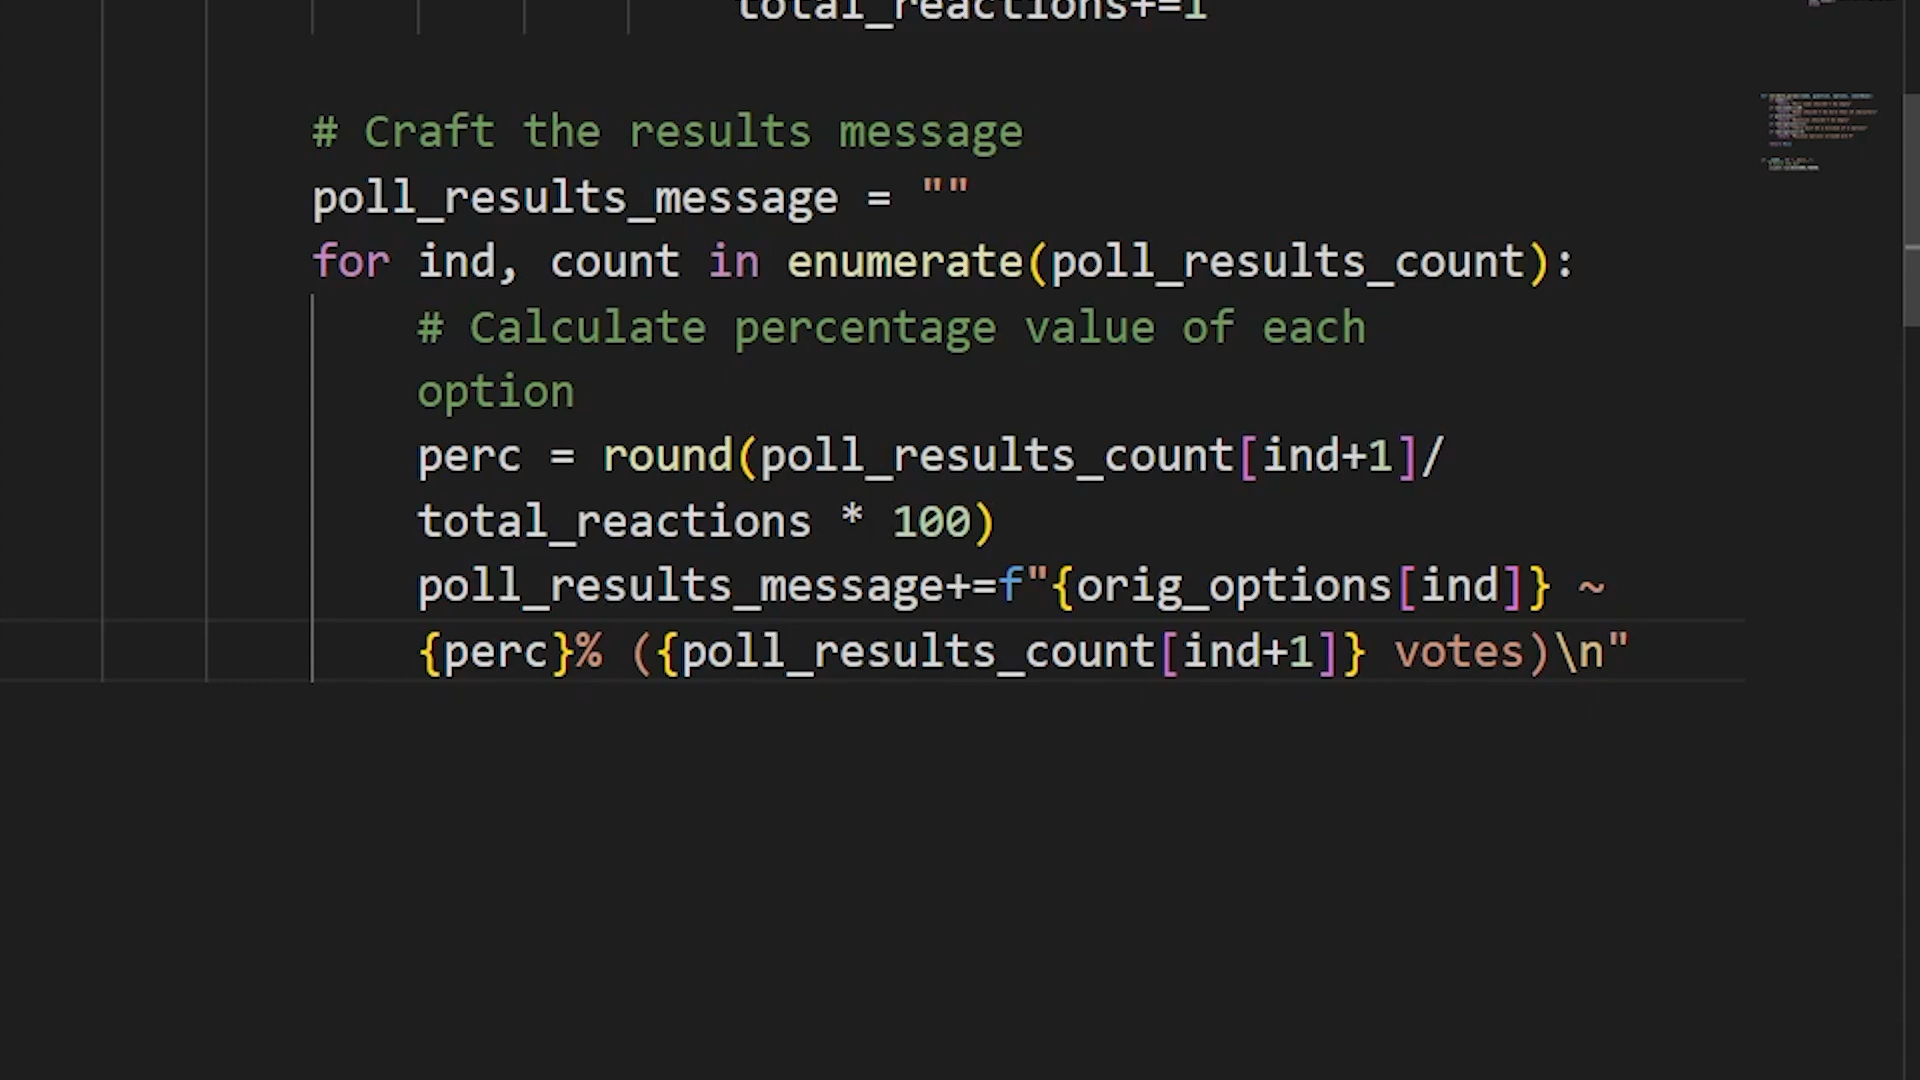 total_reactions+=1
# Craft the results message
poll_results_message = ""
for ind, count in enumerate(poll_results_count):
# Calculate percentage value of each
option
perc = round(poll_results_count[ind+1]/
total_reactions * 100)
poll_results_message+=f"{orig_options[ind]} ~
{perc}% ({poll_results_count[ind+1]} votes)\n"